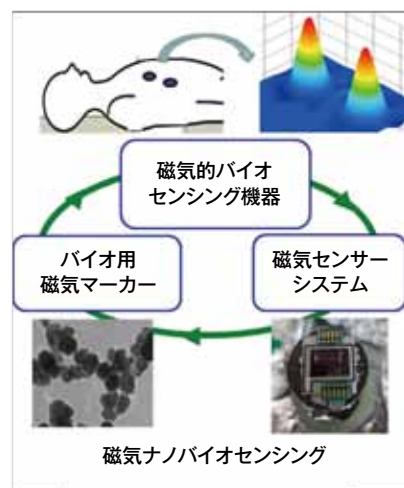 磁気的バイオ
センシング機器
バイオ用
磁気マーカー
磁気センサー
システム
磁気ナノバイオセンシング